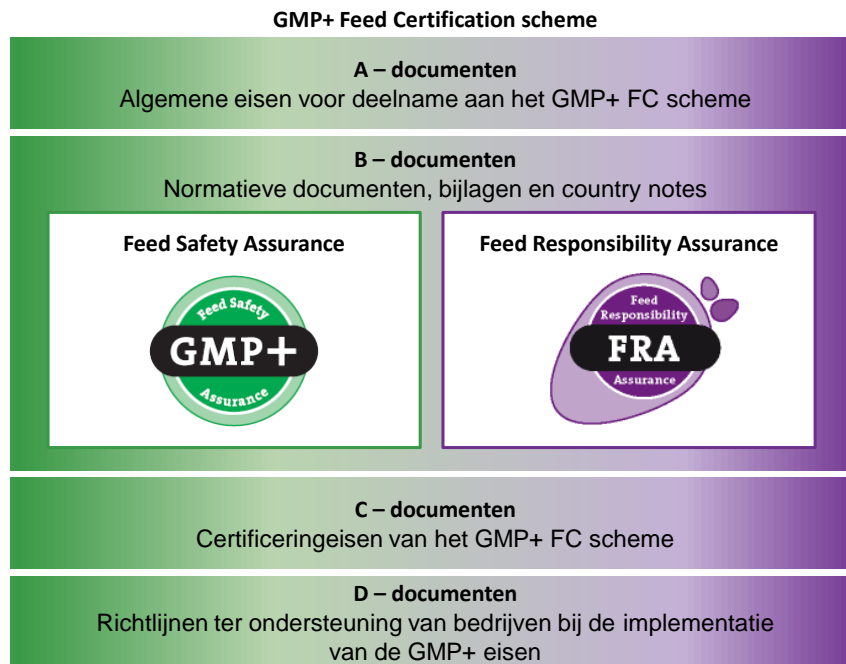 GMP+ Feed Certification scheme
A – documenten
Algemene eisen voor deelname aan het GMP+ FC scheme
B – documenten
Normatieve documenten, bijlagen en country notes
Feed Safety Assurance
Feed Safety
GMP+
Assurance
Feed Responsibility Assurance
Feed
Responsibility
FRA
Assurance
C – documenten
Certificeringeisen van het GMP+ FC scheme
D – documenten
Richtlijnen ter ondersteuning van bedrijven bij de implementatie
van de GMP+ eisen